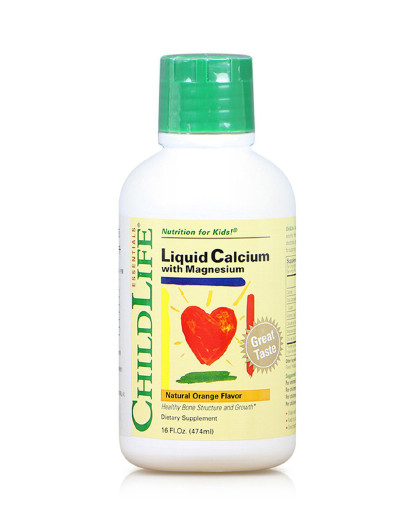 Nutrition for Kids!®
Liquid Calcium
with Magnesium
ESSENTIALS®
CHILDLIFE
Great
Taste
Natural Orange Flavor
Healthy Bone Structure and Growth*
Dietary Supplement
16 Fl.Oz. (474ml)